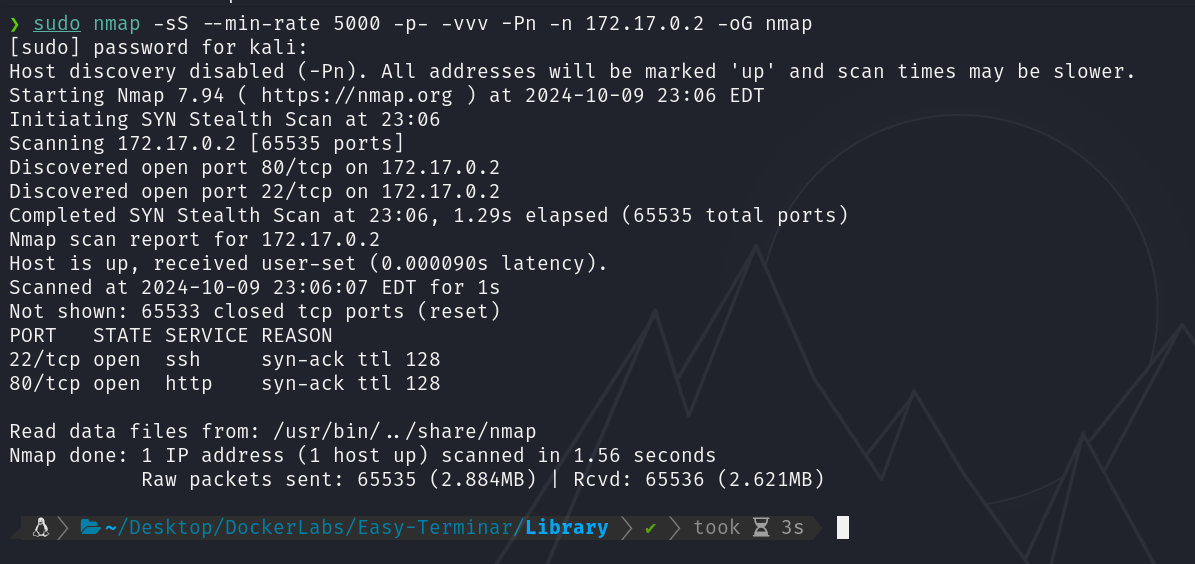 ❯ sudo nmap -sS --min-rate 5000 -p- -vvv -Pn -n 172.17.0.2 -oG nmap
[sudo] password for kali:
Host discovery disabled (-Pn). All addresses will be marked 'up' and scan times may be slower.
Starting Nmap 7.94 ( https://nmap.org ) at 2024-10-09 23:06 EDT
Initiating SYN Stealth Scan at 23:06
Scanning 172.17.0.2 [65535 ports]
Discovered open port 80/tcp on 172.17.0.2
Discovered open port 22/tcp on 172.17.0.2
Completed SYN Stealth Scan at 23:06, 1.29s elapsed (65535 total ports)
Nmap scan report for 172.17.0.2
Host is up, received user-set (0.000090s latency).
Scanned at 2024-10-09 23:06:07 EDT for 1s
Not shown: 65533 closed tcp ports (reset)
PORT   STATE SERVICE REASON
22/tcp open  ssh     syn-ack ttl 128
80/tcp open  http    syn-ack ttl 128
Read data files from: /usr/bin/../share/nmap
Nmap done: 1 IP address (1 host up) scanned in 1.56 seconds
Raw packets sent: 65535 (2.884MB) | Rcvd: 65536 (2.621MB)
~/Desktop/DockerLabs/Easy-Terminar/Library ✔ took 3s